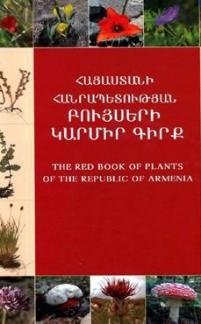 ՀԱՅԱՍՏԱՆԻ
ՀԱՆՐԱՊԵՏՈՒԹՅԱՆ
ԲՈՒՅՍԵՐԻ
ԿԱՐՄԻՐ ԳԻՐՔ
THE RED BOOK OF PLANTS
OF THE REPUBLIC OF ARMENIA